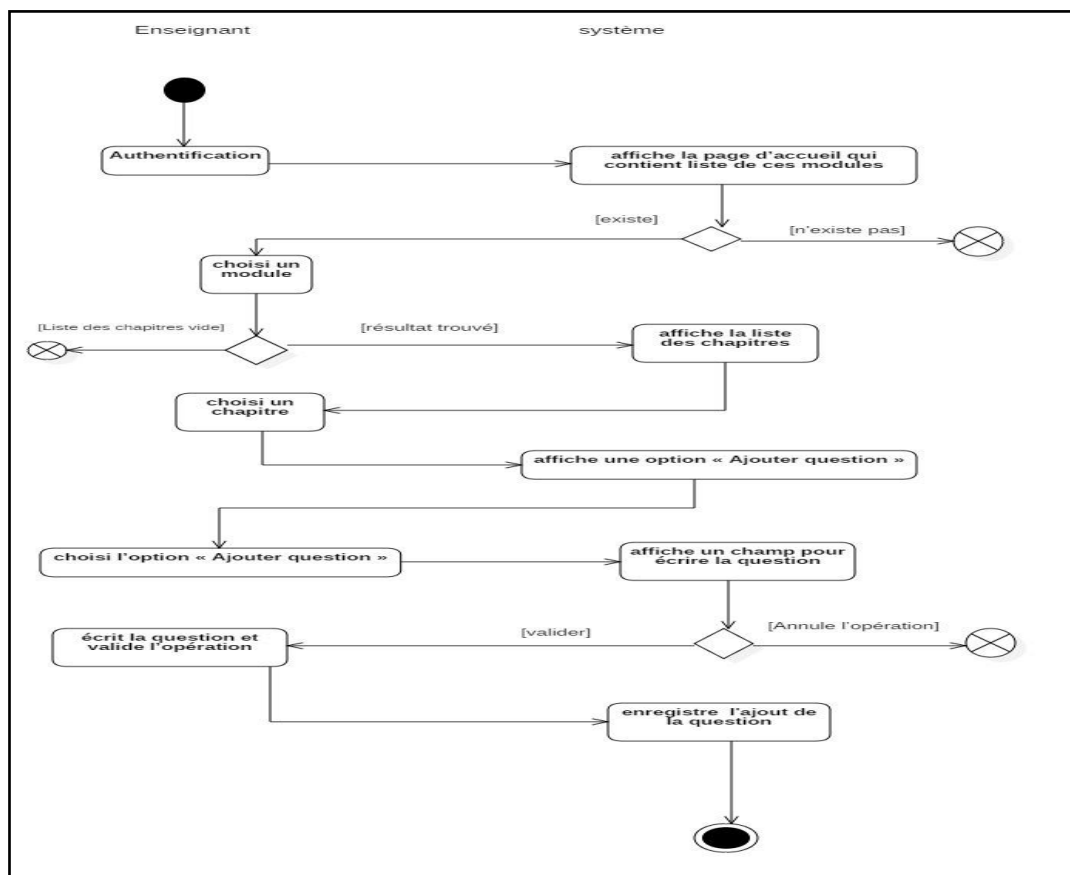 Enseignant
système
Authentification
affiche la page d'accueil qui
contient liste de ces modules
[existe]
[n'existe pas]
choisi un
module
[Liste des chapitres vide]
[résultat trouvé]
affiche la liste
des chapitres
choisi un
chapitre
affiche une option « Ajouter question »
choisi l'option « Ajouter question »
affiche un champ pour
écrire la question
[valider]
[Annule l'opération]
écrit la question et
valide l'opération
enregistre l'ajout de
la question